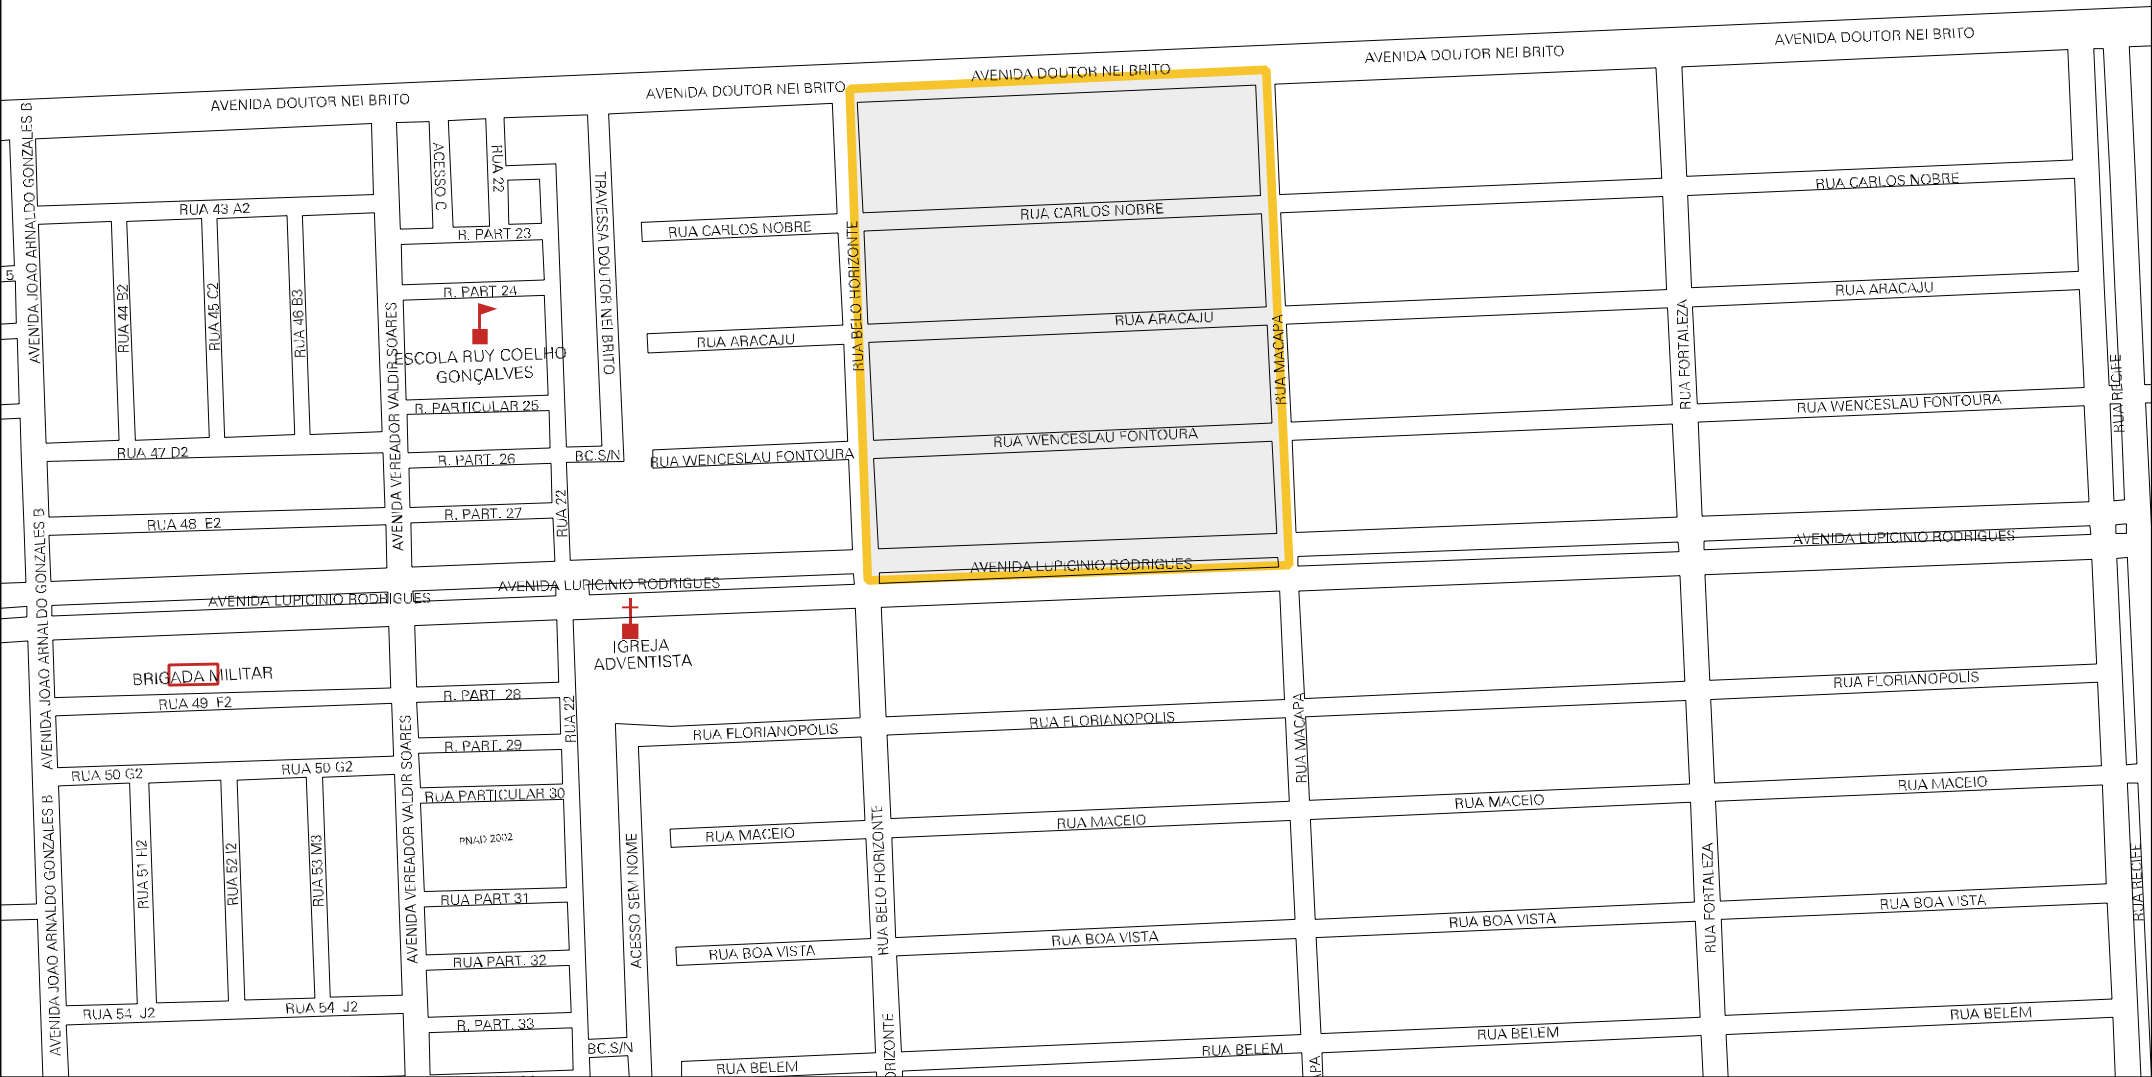 AVENIDA DOUTOR NEI BRITO
AVENIDA DOUTOR NEI BRITO
AVENIDA DOUTOR NEI BRITO
AVENIDA DOUTOR NEI BRITO
AVENIDA DOUTOR NEI BRITO
AVENIDA JOAO ARNALDO GONZALES B
ACESSO C
RUA 22
TRAVESSA DOUTOR NEI BRITO
RUA 43 A2
R. PART 23
RUA CARLOS NOBRE
RUA CARLOS NOBRE
RUA CARLOS NOBRE
5
RUA 44 B2
RUA 45 C2
RUA 46 B3
R. PART 24
RUA BELO HORIZONTE
RUA ARACAJU
RUA ARACAJU
RUA ARACAJU
RUA MACAPA
RUA FORTALEZA
RUA RECIFE
AVENIDA VEREADOR VALDIR SOARES
ESCOLA RUY COELHO
GONÇALVES
R. PARTICULAR 25
RUA WENCESLAU FONTOURA
RUA WENCESLAU FONTOURA
RUA WENCESLAU FONTOURA
RUA 47 D2
R. PART. 26
BC.S/N
RUA 22
R. PART. 27
RUA 48 E2
AVENIDA JOAO ARNALDO GONZALES B
AVENIDA LUPICINIO RODRIGUES
AVENIDA LUPICINIO RODRIGUES
AVENIDA LUPICINIO RODRIGUES
AVENIDA LUPICINIO RODRIGUES
IGREJA
ADVENTISTA
BRIGADA MILITAR
RUA 49 F2
R. PART. 28
RUA 22
RUA FLORIANOPOLIS
RUA FLORIANOPOLIS
RUA FLORIANOPOLIS
RUA MACAPA
R. PART. 29
AVENIDA VEREADOR VALDIR SOARES
RUA 50 G2
RUA 50 G2
RUA PARTICULAR 30
RUA MACEIO
RUA MACEIO
RUA MACEIO
RUA MACEIO
PNAD 2002
AVENIDA JOAO ARNALDO GONZALES B
RUA 51 H2
RUA 52 I2
RUA 53 M3
ACESSO SEM NOME
RUA BELO HORIZONTE
RUA FORTALEZA
RUA RECIFE
RUA PART 31
RUA BOA VISTA
RUA BOA VISTA
RUA BOA VISTA
RUA BOA VISTA
RUA PART. 32
RUA 54 J2
RUA 54 J2
R. PART. 33
BC.S/N
RUA BELEM
RUA BELEM
RUA BELEM
RUA BELEM
ORIZONTE
APA